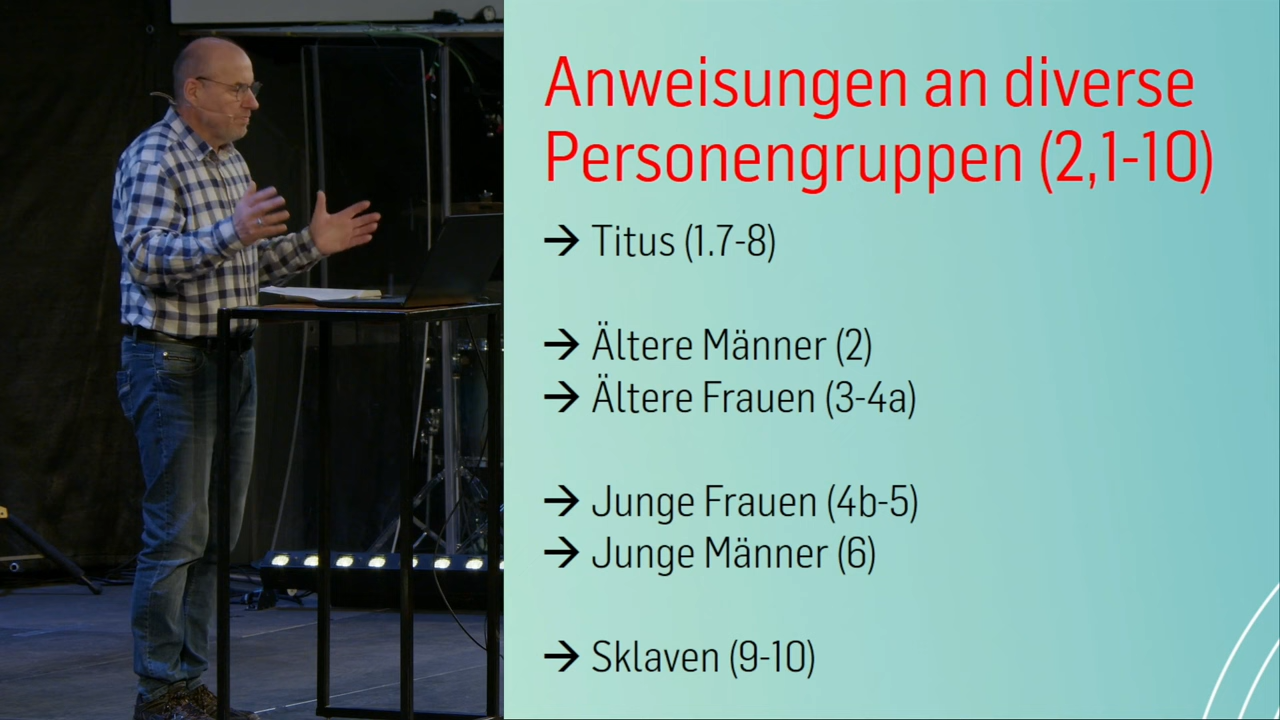 Anweisungen an diverse
Personengruppen (2,1-10)
→ Titus (1.7-8)
→ Ältere Männer (2)
→ Ältere Frauen (3-4a)
→ Junge Frauen (4b-5)
→ Junge Männer (6)
→ Sklaven (9-10)